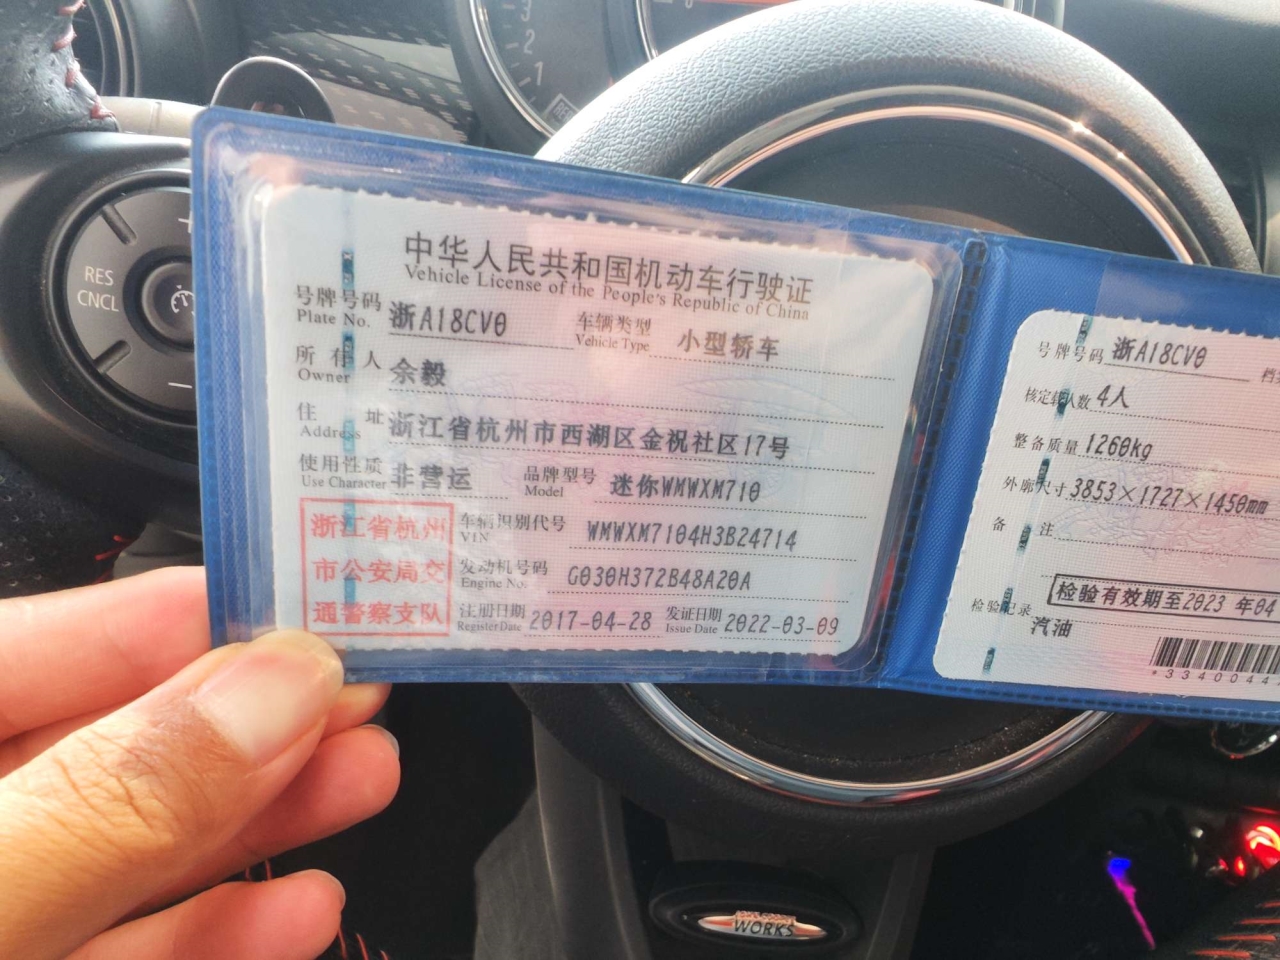 3
2
1
RES
CNCL
+
−
中华人民共和国机动车行驶证
Vehicle License of the People's Republic of China
号牌号码 浙A18CV0 车辆类型 小型轿车
Plate No. Vehicle Type
所有人 余毅
Owner
住址 浙江省杭州市西湖区金祝社区17号
Address
使用性质 非营运 品牌型号 迷你WMWXM710
Use Character Model
浙江省杭州
市公安局交
通警察支队
车辆识别代号 WMWXM7104H3B24714
VIN
发动机号码 G030H372B48A20A
Engine No.
注册日期 2017-04-28 发证日期 2022-03-09
Register Date Issue Date
号牌号码 浙A18CV0
核定载人数 4人
整备质量 1260kg
外廓尺寸 3853×1727×1450mm
备注
检验有效期至2023 年04
检验记录
汽油
*3340044
WORKS